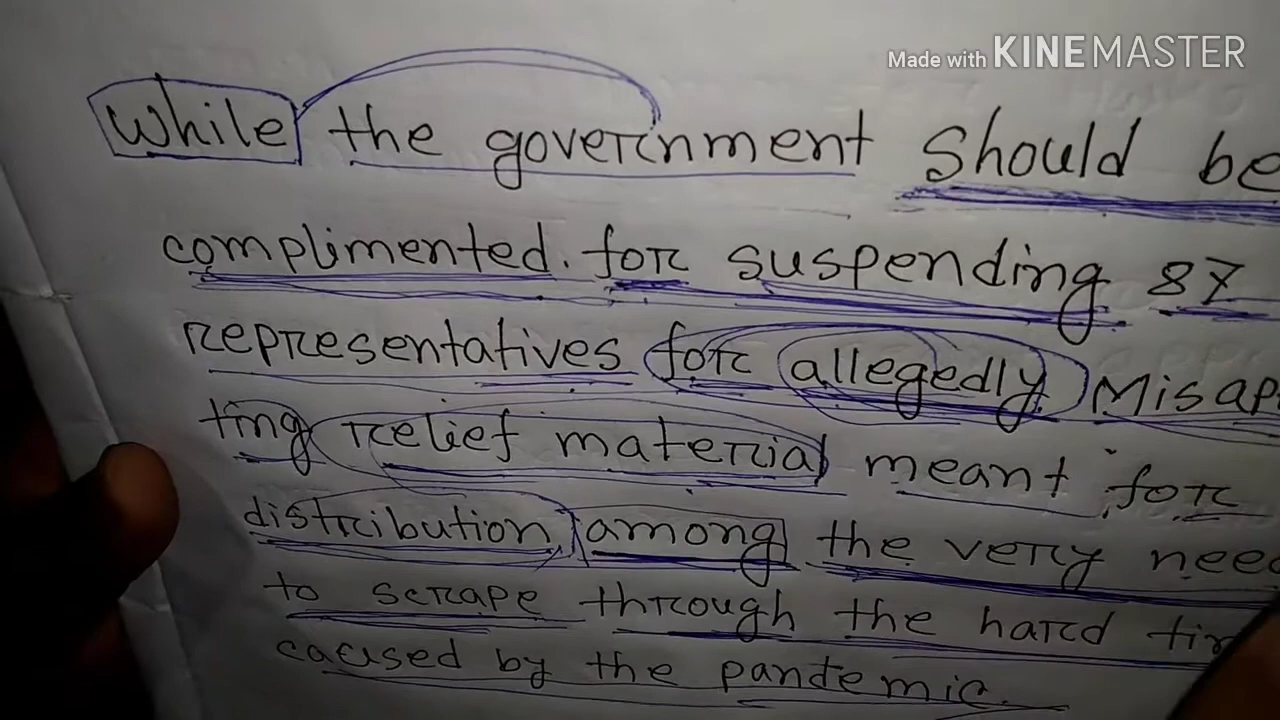 Made with KINEMASTER
While the government should be
complimented. for suspending 87
representatives for allegedly Misap
ting relief material meant for
distribution among the very need
to scrape through the hard tim
caused by the pandemic.